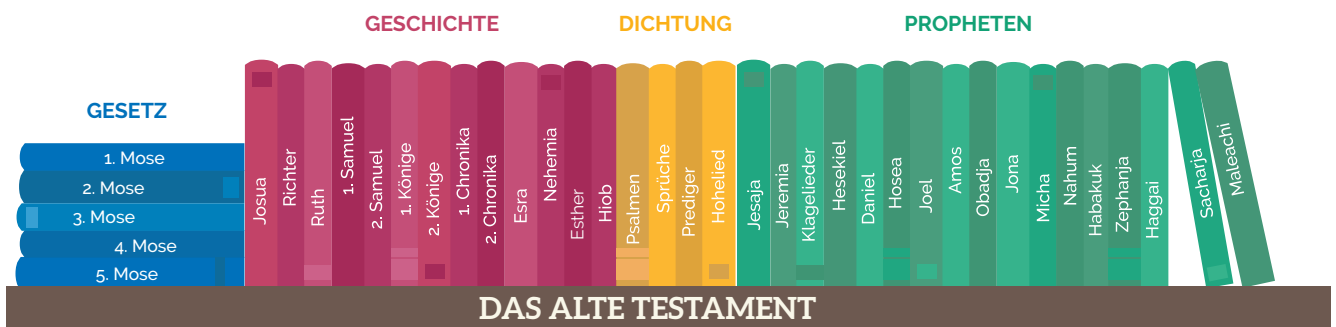 GESCHICHTE
DICHTUNG
PROPHETEN
GESETZ
1. Mose
2. Mose
3. Mose
4. Mose
5. Mose
Josua
Richter
Ruth
1. Samuel
2. Samuel
1. Könige
2. Könige
1. Chronika
2. Chronika
Esra
Nehemia
Esther
Hiob
Psalmen
Sprüche
Prediger
Hohelied
Jesaja
Jeremia
Klagelieder
Hesekiel
Daniel
Hosea
Joel
Amos
Obadja
Jona
Micha
Nahum
Habakuk
Zephanja
Haggai
Sacharja
Maleachi
DAS ALTE TESTAMENT